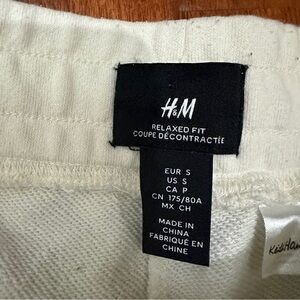 H&M
RELAXED FIT
COUPE DÉCONTRACTÉE
EUR S
US S
CA P
CN 175/80A
MX CH
MADE IN
CHINA
FABRIQUÉ EN
CHINE